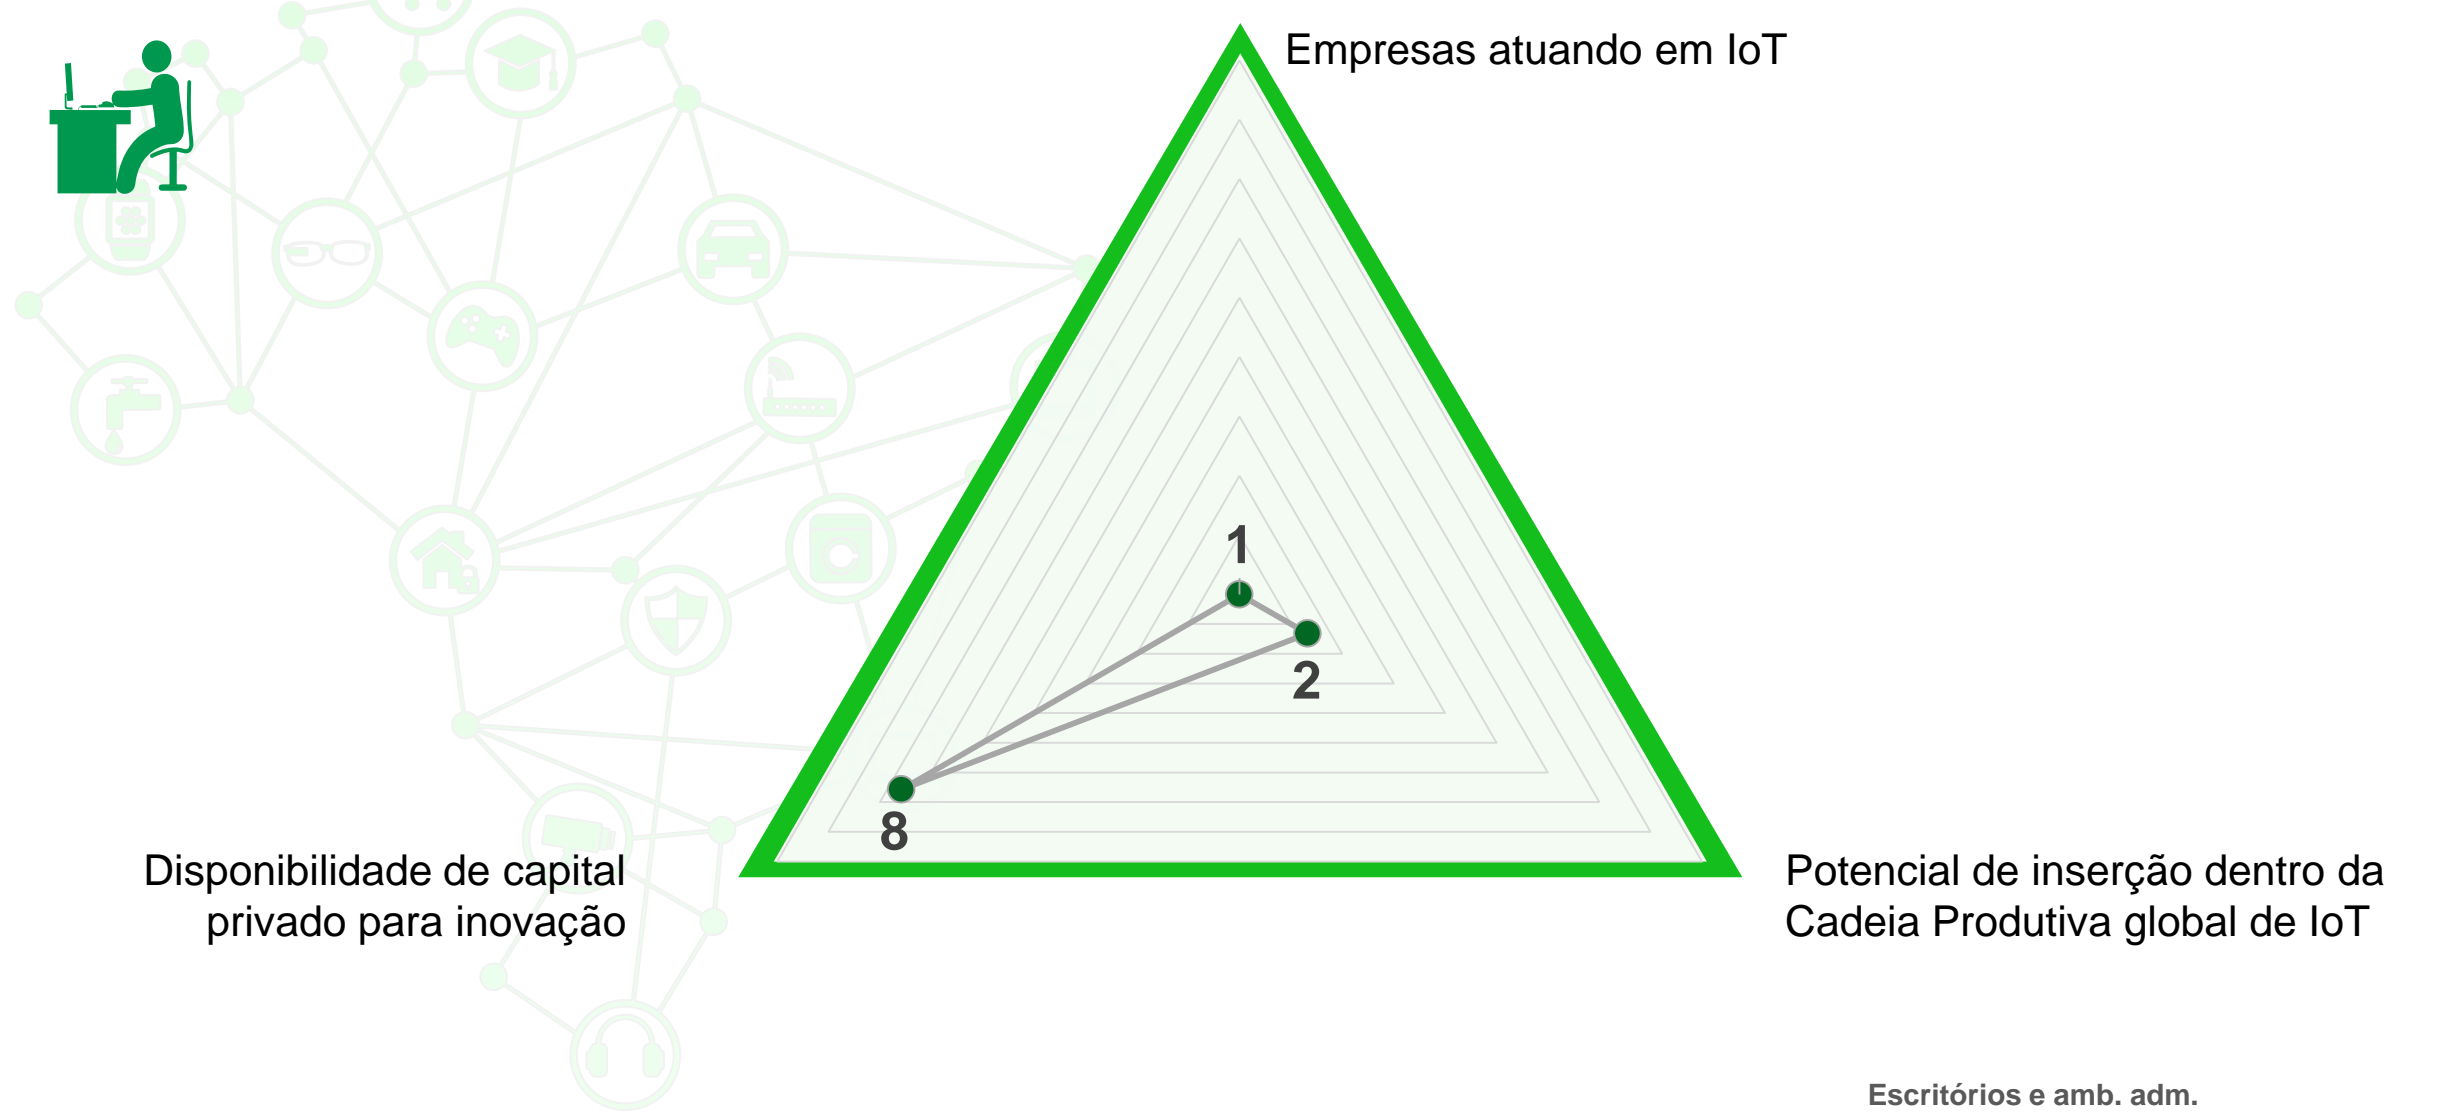 Empresas atuando em IoT
1
2
8
Disponibilidade de capital
privado para inovação
Potencial de inserção dentro da
Cadeia Produtiva global de IoT
Escritórios e amb. adm.